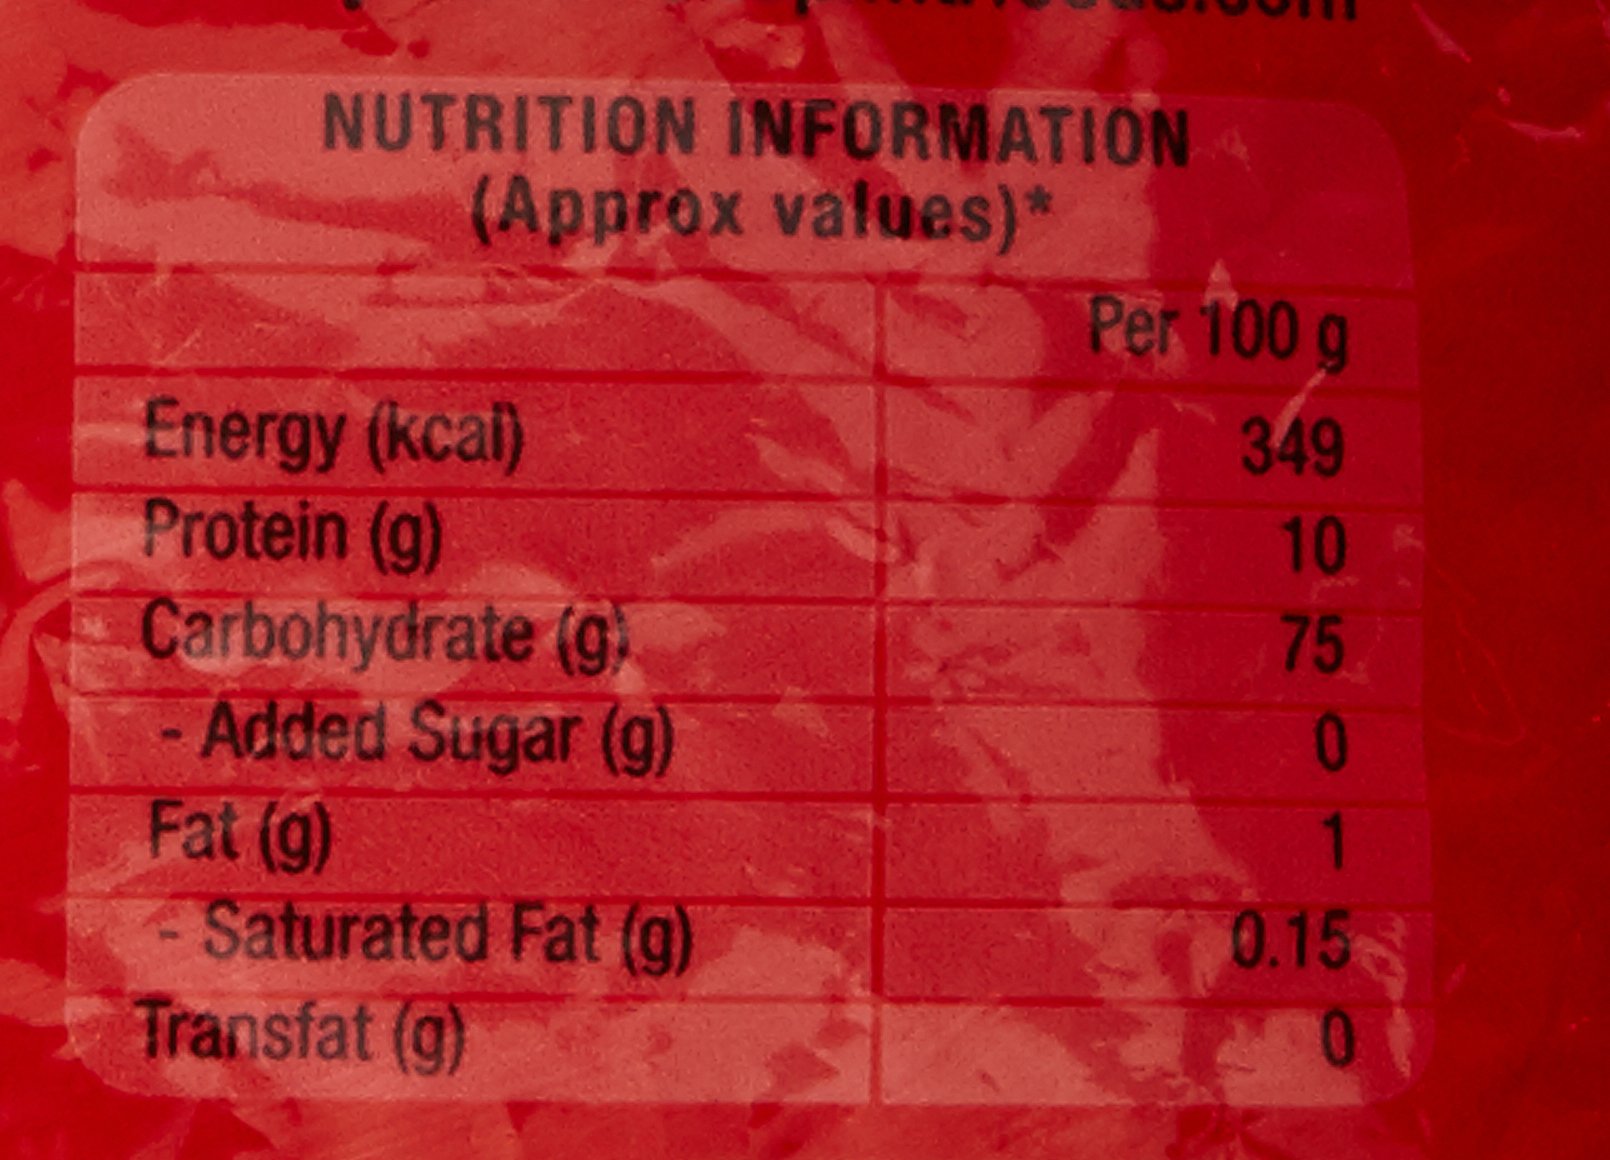 NUTRITION INFORMATION
(Approx values)*
Per 100 g
Energy (kcal) 349
Protein (g) 10
Carbohydrate (g) 75
- Added Sugar (g) 0
Fat (g) 1
- Saturated Fat (g) 0.15
Transfat (g) 0